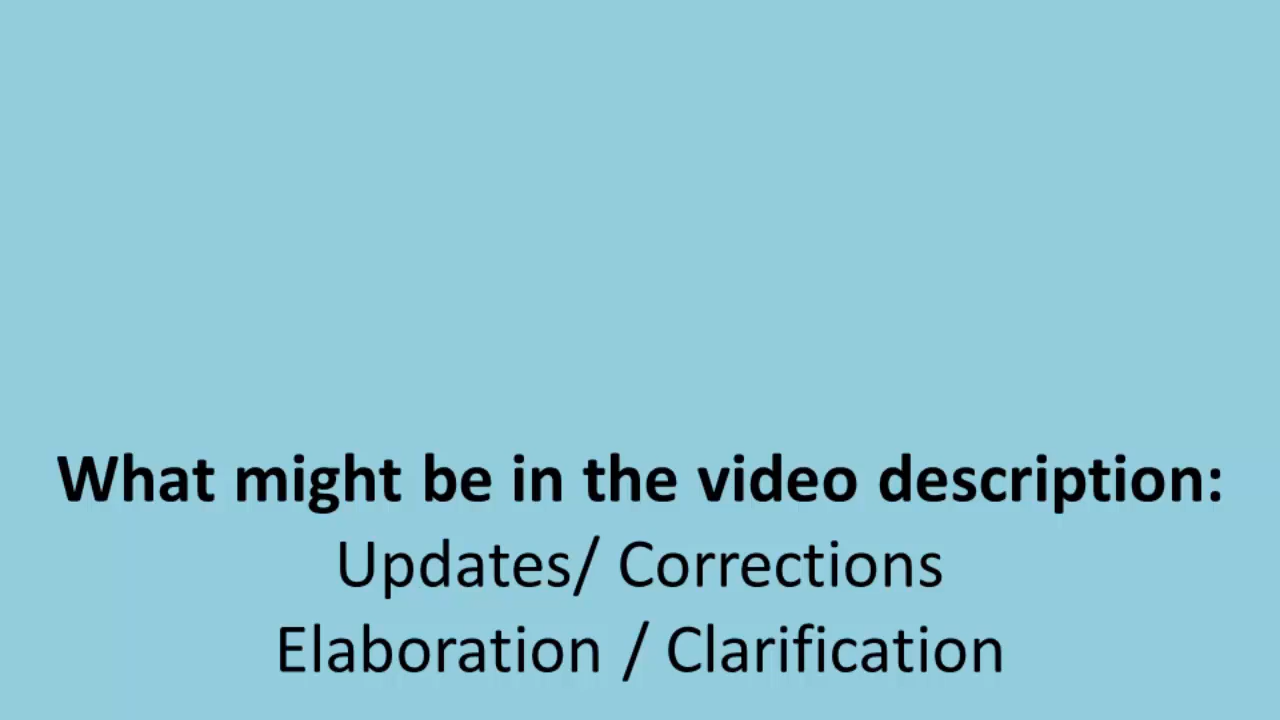 What might be in the video description:
Updates/ Corrections
Elaboration / Clarification